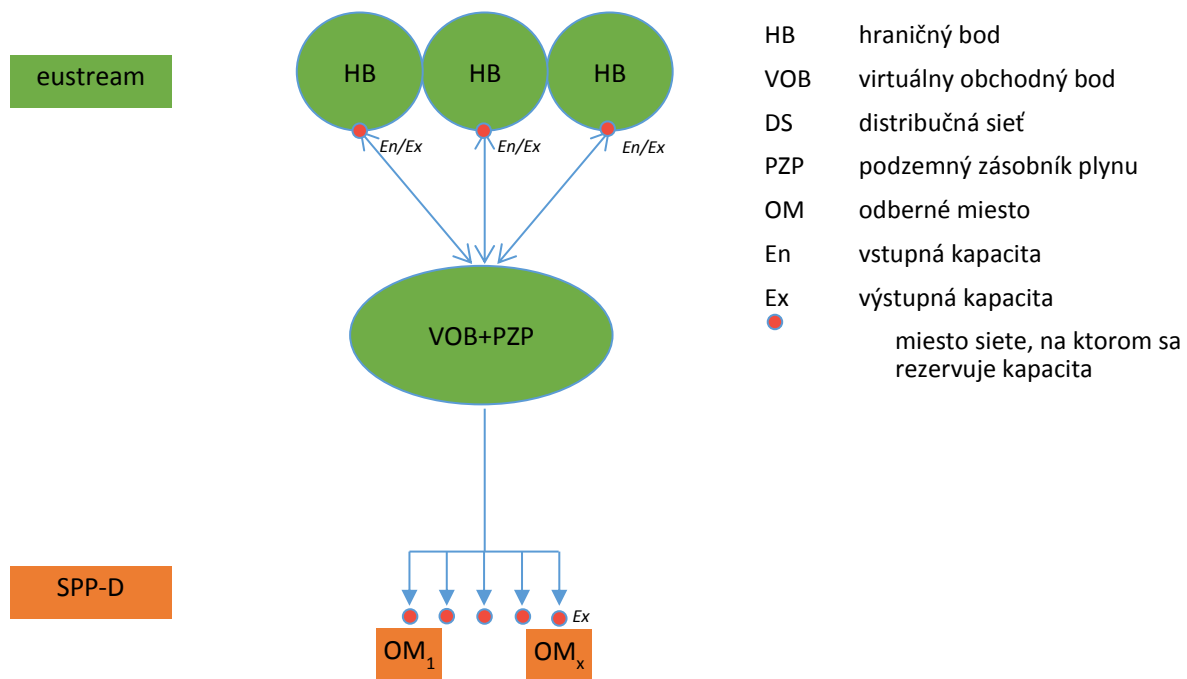 eustream
HB HB HB
En/Ex En/Ex En/Ex
VOB+PZP
SPP-D
Ex
OM1 OMx
HB hraničný bod
VOB virtuálny obchodný bod
DS distribučná sieť
PZP podzemný zásobník plynu
OM odberné miesto
En vstupná kapacita
Ex výstupná kapacita
miesto siete, na ktorom sa
rezervuje kapacita